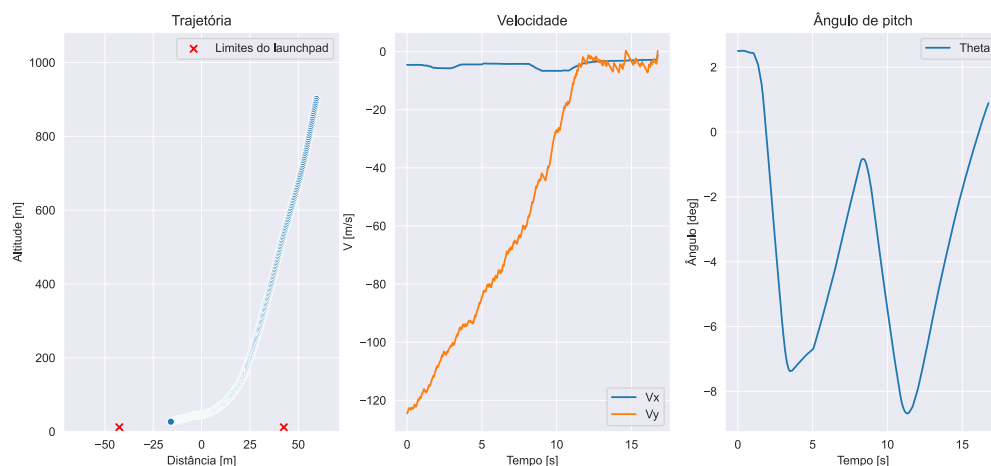 Trajetória
Limites do launchpad
1000
800
600
400
200
0
−50
−25
0
25
50
Altitude [m]
Distância [m]
Velocidade
0
−20
−40
−60
−80
−100
−120
0
5
10
15
V [m/s]
Tempo [s]
Vx
Vy
Ângulo de pitch
Theta
2
0
−2
−4
−6
−8
0
5
10
15
Ângulo [deg]
Tempo [s]